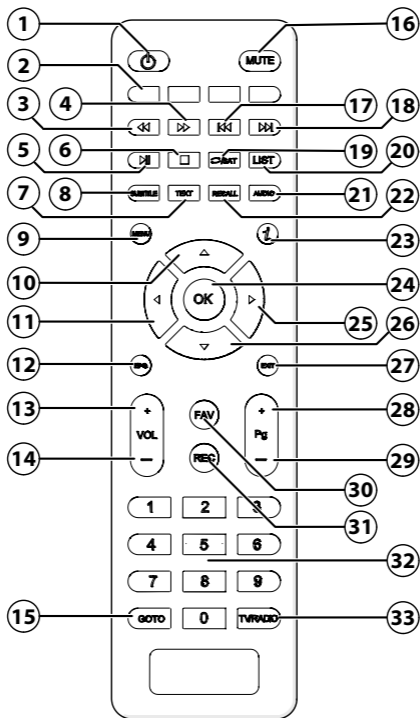 1 16
MUTE
2
3 4 17 18
5 6 19 20
SAT LIST
7 8 21 22
SUBTITLE TEXT RECALL AUDIO
9 MENU i 23
10 24
OK
11 25 26
12 EPG EXIT 27
13 + FAV + 28
VOL Pg
14 — REC — 29
30
1 2 3 31
4 5 6 32
7 8 9
15 GOTO 0 TV/RADIO 33